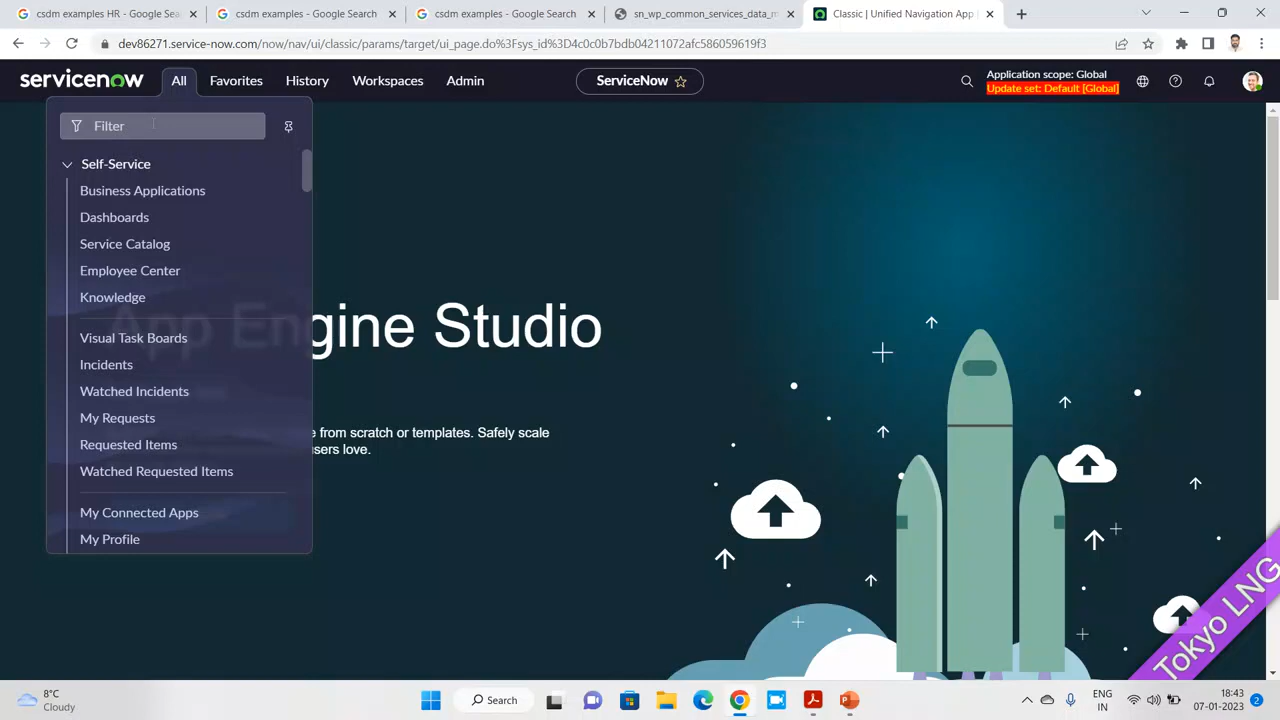 csdm examples HR - Google Sea
csdm examples - Google Search
csdm examples - Google Search
sn_wp_common_services_data_m
Classic | Unified Navigation App |
dev86271.service-now.com/now/nav/ui/classic/params/target/ui_page.do%3Fsys_id%3D4c0c0b7bdb04211072afc586059619f3
servicenow
All
Favorites
History
Workspaces
Admin
ServiceNow
Application scope: Global
Update set: Default [Global]
Filter
Self-Service
Business Applications
Dashboards
Service Catalog
Employee Center
Knowledge
Visual Task Boards
Incidents
Watched Incidents
My Requests
Requested Items
Watched Requested Items
My Connected Apps
My Profile
App Engine Studio
e from scratch or templates. Safely scale
users love.
Tokyo LNG
8°C
Cloudy
Search
ENG
IN
18:43
07-01-2023
2